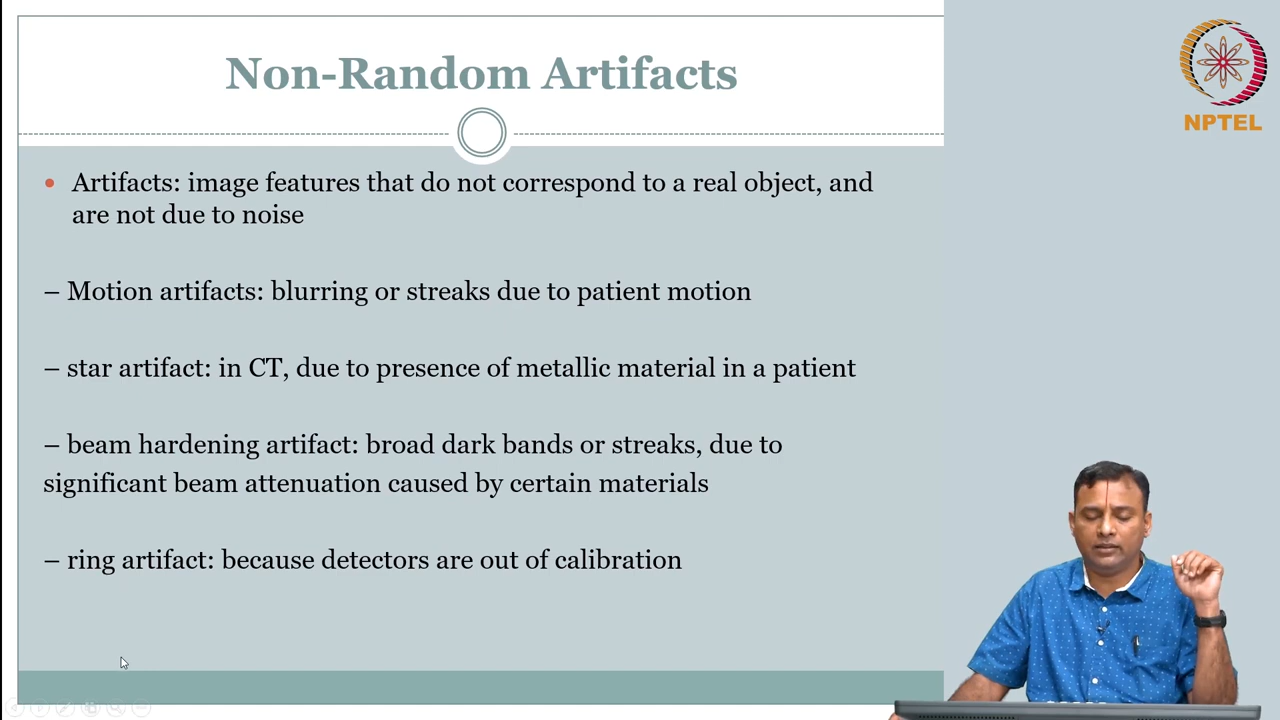 Non-Random Artifacts
NPTEL
• Artifacts: image features that do not correspond to a real object, and
are not due to noise
– Motion artifacts: blurring or streaks due to patient motion
– star artifact: in CT, due to presence of metallic material in a patient
– beam hardening artifact: broad dark bands or streaks, due to
significant beam attenuation caused by certain materials
– ring artifact: because detectors are out of calibration